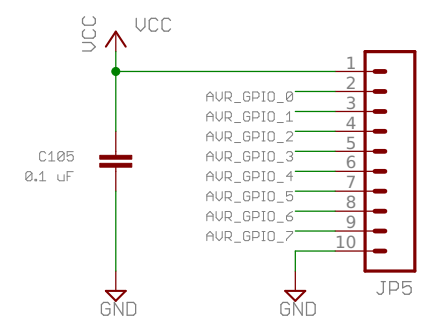 VCC
VCC
1
2
AVR_GPIO_0
3
AVR_GPIO_1
4
AVR_GPIO_2
5
AVR_GPIO_3
6
AVR_GPIO_4
7
AVR_GPIO_5
8
AVR_GPIO_6
9
AVR_GPIO_7
10
C105
0.1 uF
JP5
GND
GND